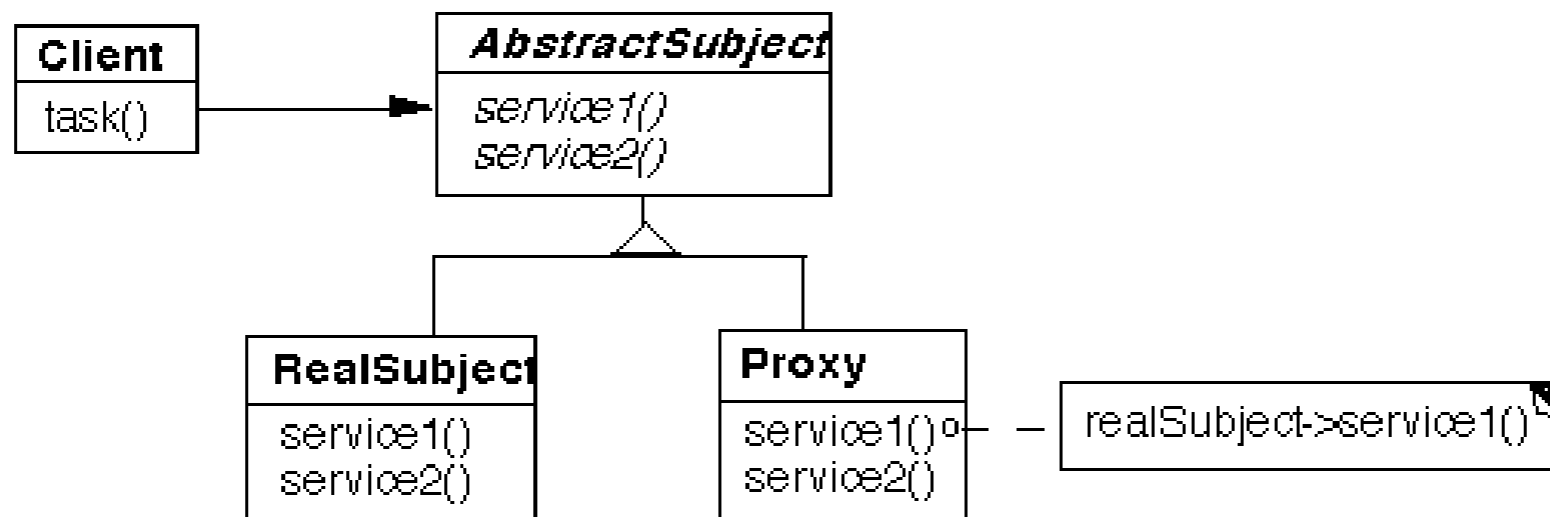 Client
task()
AbstractSubject
service1()
service2()
RealSubject
service1()
service2()
Proxy
service1()
service2()
realSubject->service1()